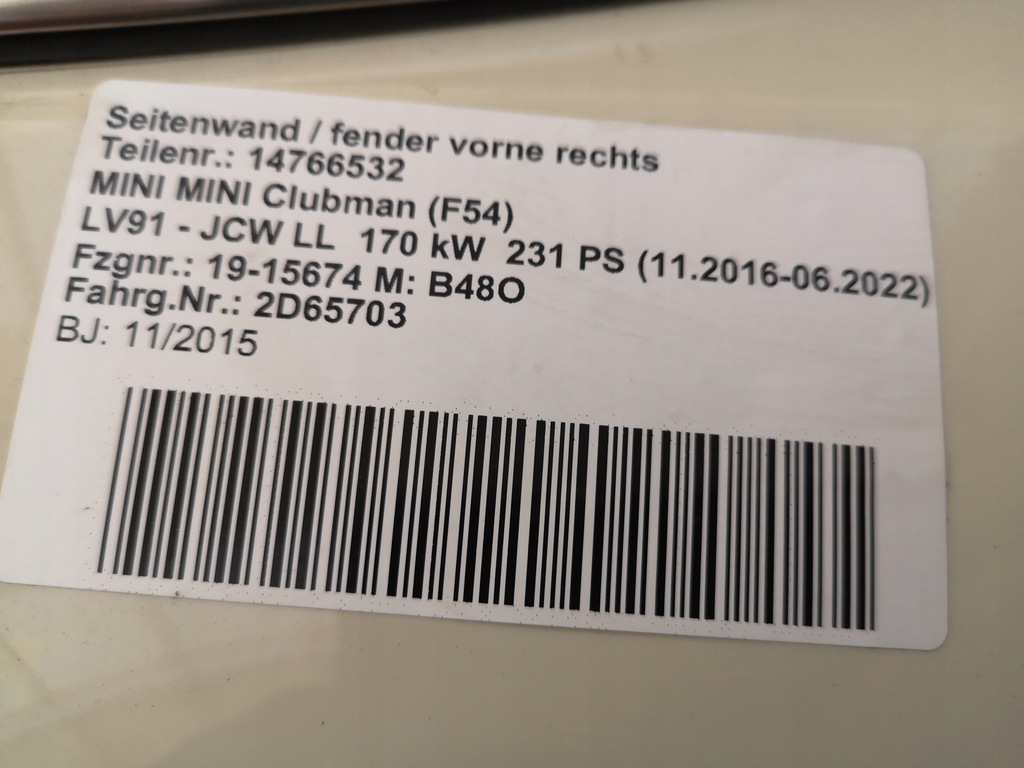 Seitenwand / fender vorne rechts
Teilenr.: 14766532
MINI MINI Clubman (F54)
LV91 - JCW LL 170 kW 231 PS (11.2016-06.2022)
Fzgnr.: 19-15674 M: B48O
Fahrg.Nr.: 2D65703
BJ: 11/2015